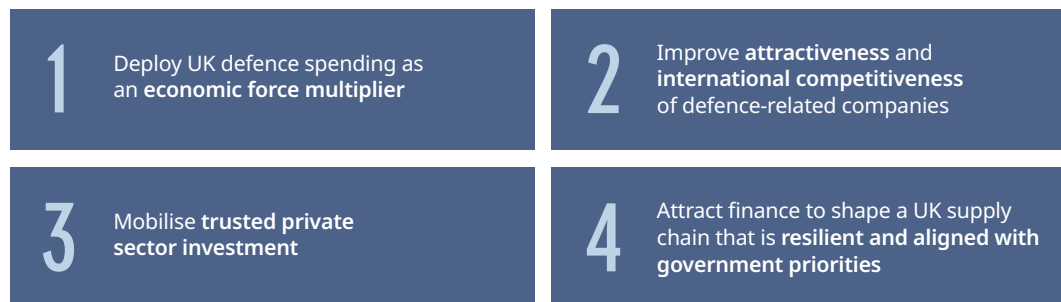 1
Deploy UK defence spending as
an economic force multiplier
2
Improve attractiveness and
international competitiveness
of defence-related companies
3
Mobilise trusted private
sector investment
4
Attract finance to shape a UK supply
chain that is resilient and aligned with
government priorities